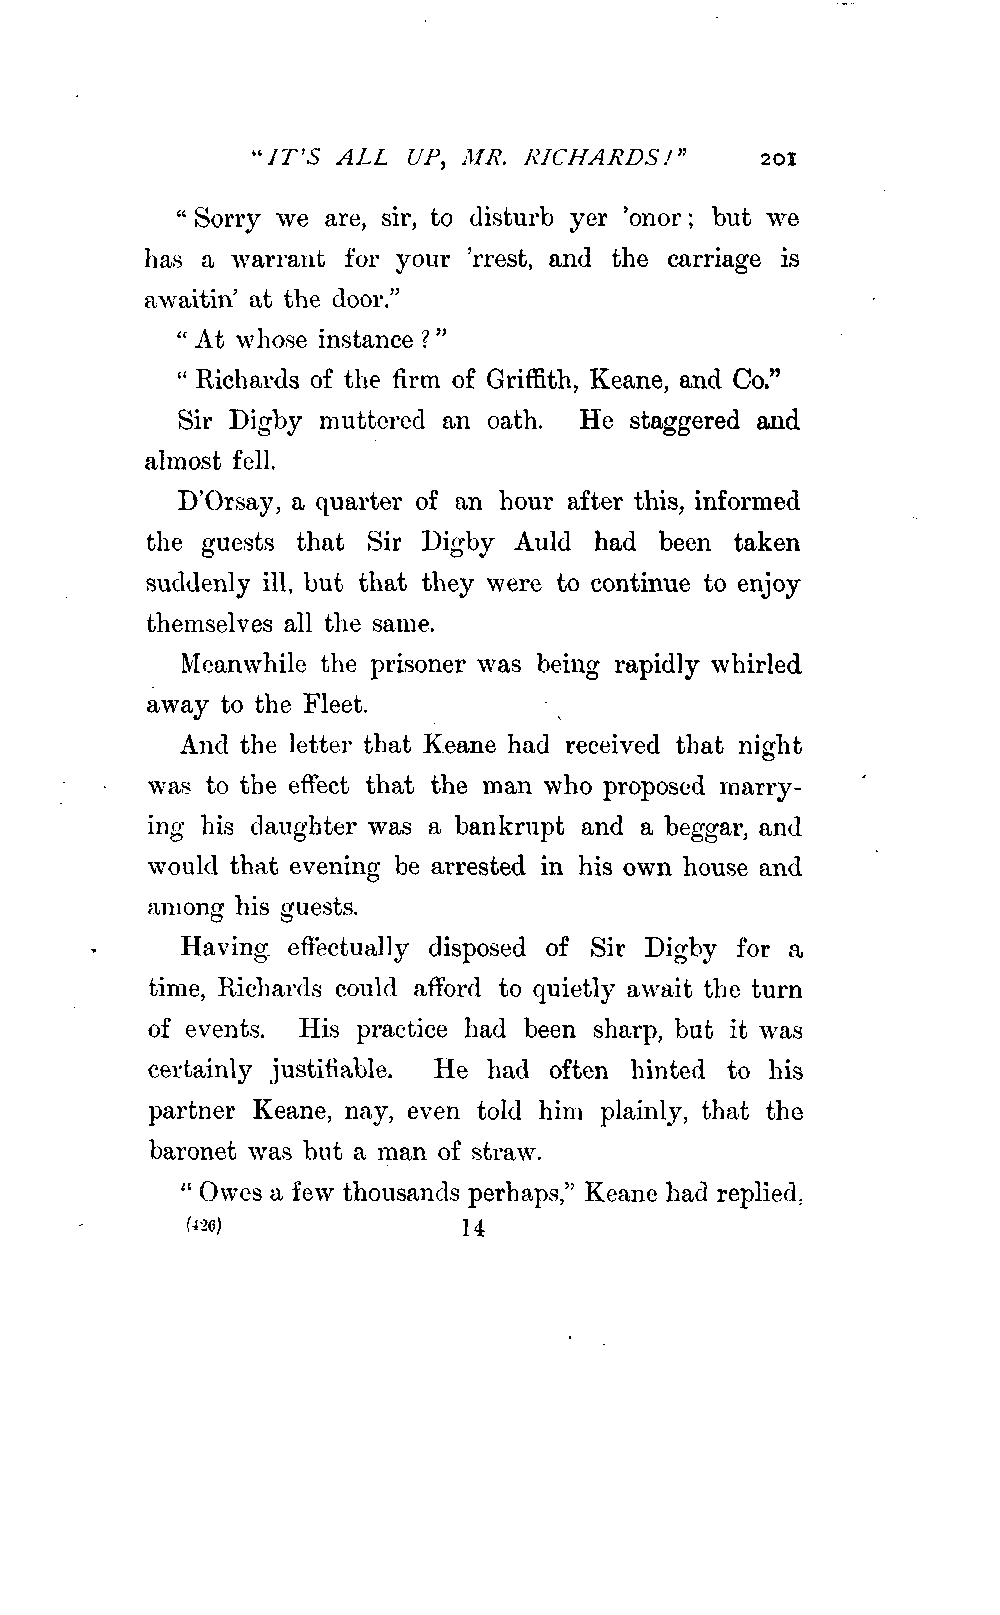 "IT'S ALL UP, MR. RICHARDS!" 201
"Sorry we are, sir, to disturb yer 'onor; but we
has a warrant for your 'rrest, and the carriage is
awaitin' at the door."
"At whose instance?"
"Richards of the firm of Griffith, Keane, and Co."
Sir Digby muttered an oath. He staggered and
almost fell.
D'Orsay, a quarter of an hour after this, informed
the guests that Sir Digby Auld had been taken
suddenly ill, but that they were to continue to enjoy
themselves all the same.
Meanwhile the prisoner was being rapidly whirled
away to the Fleet.
And the letter that Keane had received that night
was to the effect that the man who proposed marry-
ing his daughter was a bankrupt and a beggar, and
would that evening be arrested in his own house and
among his guests.
Having effectually disposed of Sir Digby for a
time, Richards could afford to quietly await the turn
of events. His practice had been sharp, but it was
certainly justifiable. He had often hinted to his
partner Keane, nay, even told him plainly, that the
baronet was but a man of straw.
"Owes a few thousands perhaps," Keane had replied,
(426) 14